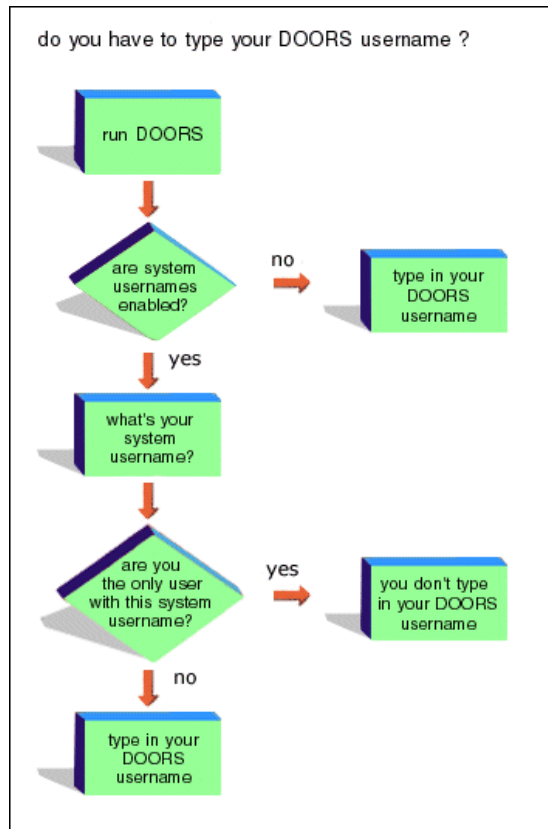 do you have to type your DOORS username ?
run DOORS
are system
usernames
enabled?
no
type in your
DOORS
username
yes
what's your
system
username?
are you
the only user
with this system
username?
yes
you don't type
in your DOORS
username
no
type in your
DOORS
username